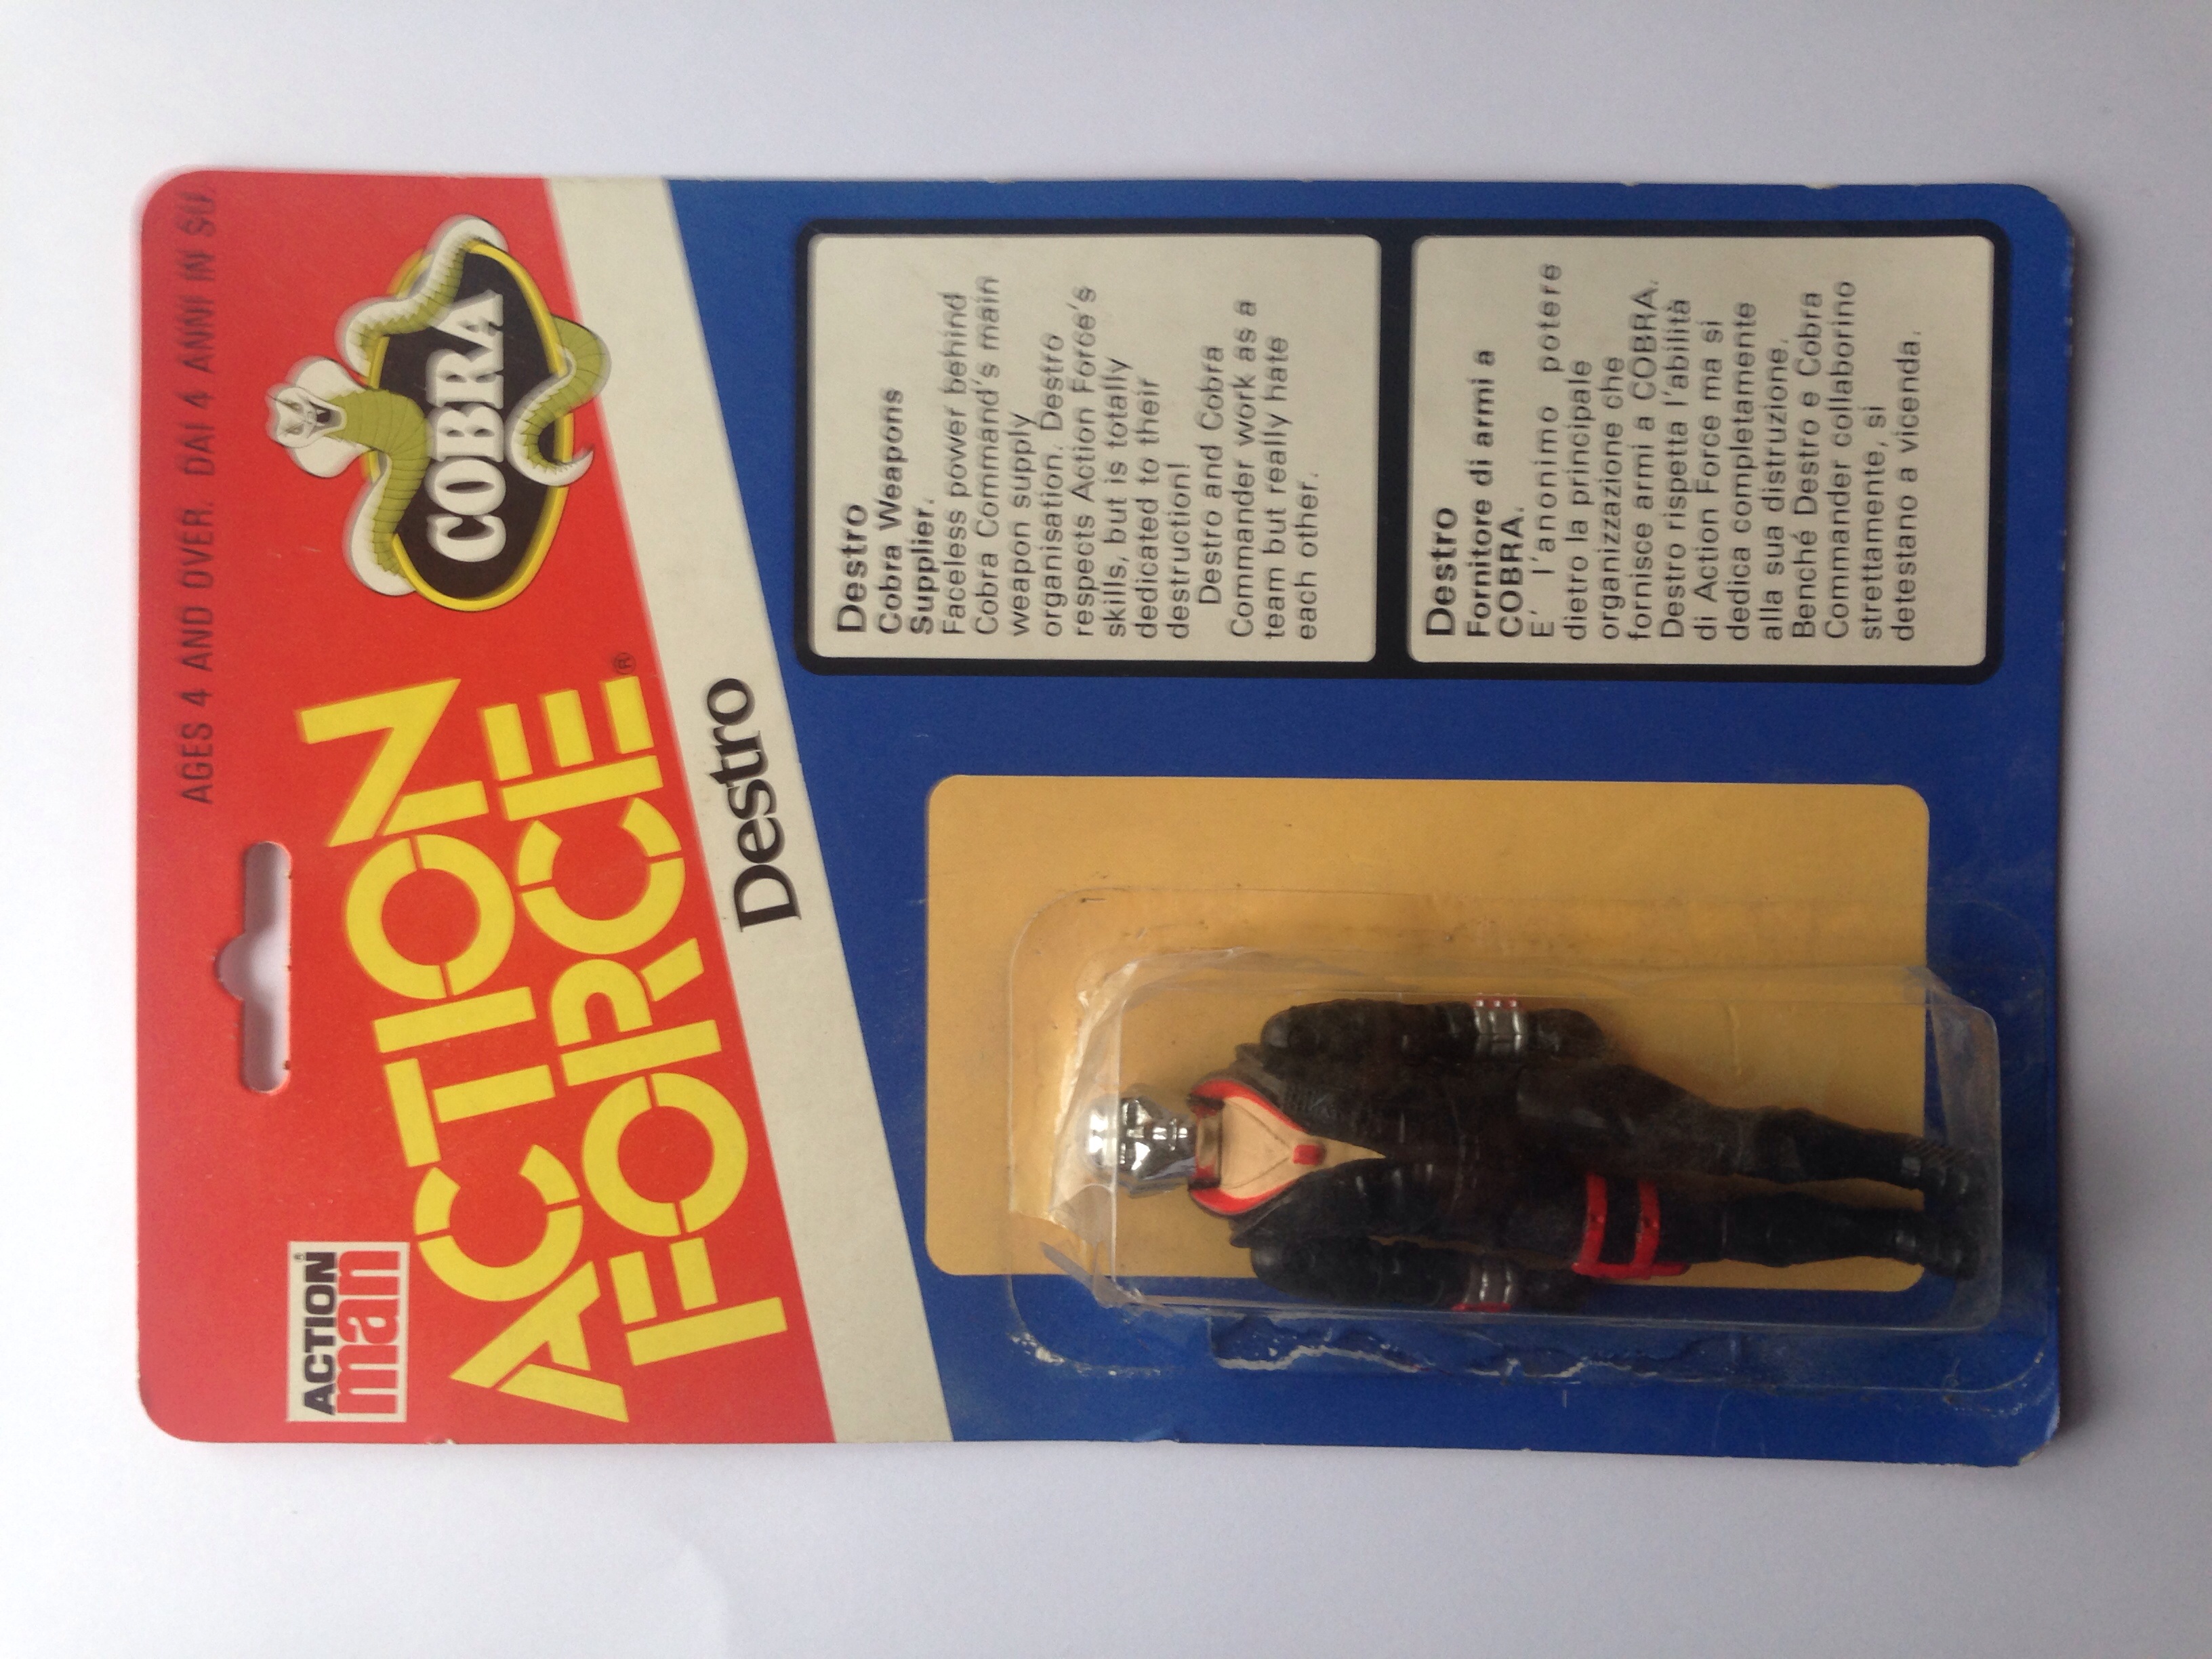 AGES 4 AND OVER. DAI 4 ANNI IN SU.
ACTION
man
ACTION
FORCE®
COBRA
Destro
Destro
Cobra Weapons
Supplier.
Faceless power behind
Cobra Command's main
weapon supply
organisation. Destro
respects Action Force's
skills, but is totally
dedicated to their
destruction!
Destro and Cobra
Commander work as a
team but really hate
each other.
Destro
Fornitore di armi a
COBRA.
E' l'anonimo potere
dietro la principale
organizzazione che
fornisce armi a COBRA.
Destro rispetta l'abilità
di Action Force ma si
dedica completamente
alla sua distruzione.
Benché Destro e Cobra
Commander collaborino
strettamente, si
detestano a vicenda.